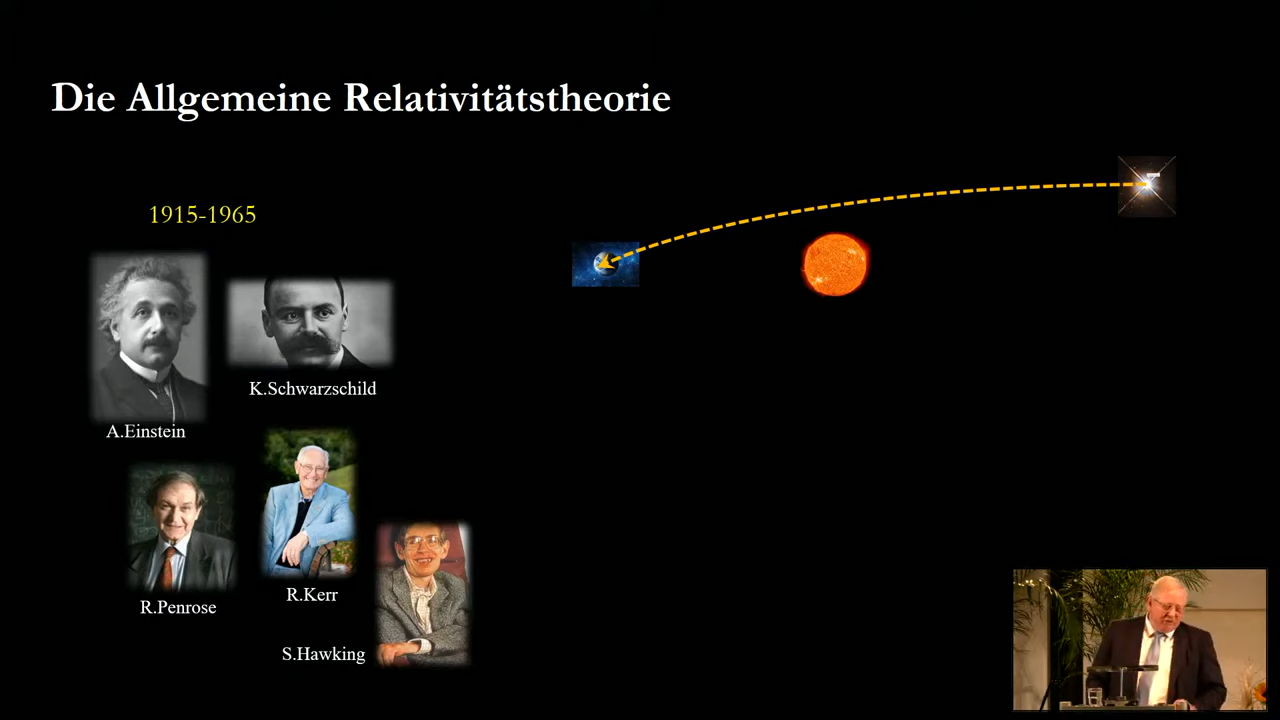 Die Allgemeine Relativitätstheorie
1915-1965
K.Schwarzschild
A.Einstein
R.Kerr
R.Penrose
S.Hawking